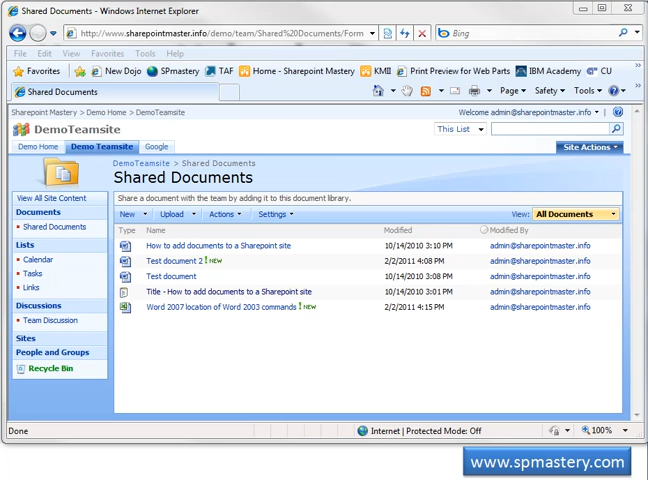 Shared Documents - Windows Internet Explorer
http://www.sharepointmaster.info/demo/team/Shared%20Documents/Form
Bing
File Edit View Favorites Tools Help
Favorites New Dojo SPmastery TAF Home - Sharepoint Mastery KMII Print Preview for Web Parts IBM Academy CU
Shared Documents
Page Safety Tools
Sharepoint Mastery > Demo Home > DemoTeamsite
Welcome admin@sharepointmaster.info
DemoTeamsite
This List
Demo Home Demo Teamsite Google
Site Actions
DemoTeamsite > Shared Documents
Shared Documents
View All Site Content
Documents
Shared Documents
Lists
Calendar
Tasks
Links
Discussions
Team Discussion
Sites
People and Groups
Recycle Bin
Share a document with the team by adding it to this document library.
New Upload Actions Settings View: All Documents
Type Name Modified Modified By
How to add documents to a Sharepoint site 10/14/2010 3:10 PM admin@sharepointmaster.info
Test document 2 ! NEW 2/2/2011 4:08 PM admin@sharepointmaster.info
Test document 10/14/2010 3:08 PM admin@sharepointmaster.info
Title - How to add documents to a Sharepoint site 10/14/2010 3:01 PM admin@sharepointmaster.info
Word 2007 location of Word 2003 commands ! NEW 2/2/2011 4:15 PM admin@sharepointmaster.info
Done
Internet | Protected Mode: Off
100%
www.spmastery.com